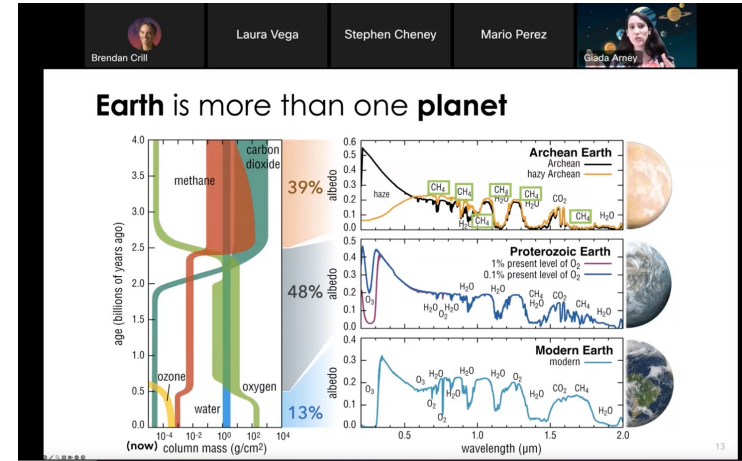 Brendan Crill
Laura Vega
Stephen Cheney
Mario Perez
Giada Arney
Earth is more than one planet
age (billions of years ago)
4.0
3.5
3.0
2.5
2.0
1.5
1.0
0.5
0.0
(now)
methane
carbon
dioxide
ozone
water
oxygen
10-4 10-2 100 102 104
column mass (g/cm2)
39%
48%
13%
albedo
0.6
0.5
0.4
0.3
0.2
0.1
0.0
Archean Earth
Archean
hazy Archean
haze
CH4 CH4 CH4 CH4
H2O H2O CO2
H2
CH4 CH4 H2O
albedo
0.5
0.4
0.3
0.2
0.1
0.0
Proterozoic Earth
1% present level of O2
0.1% present level of O2
O3
H2O O2 H2O H2O H2O CH4 CO2 CH4 H2O
albedo
0.4
0.3
0.2
0.1
0.0
Modern Earth
modern
O3 O3 O2 H2O O2 H2O H2O O2 H2O CO2 CH4 H2O
0.5 1.0 1.5 2.0
wavelength (μm)
13